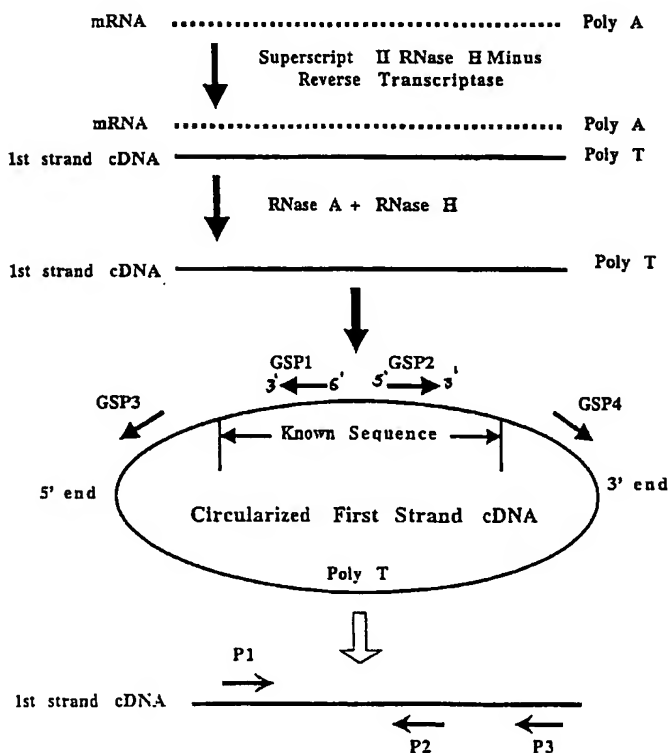 mRNA Poly A
Superscript II RNase H Minus
Reverse Transcriptase
mRNA Poly A
1st strand cDNA Poly T
RNase A + RNase H
1st strand cDNA Poly T
GSP1 GSP2
3' 6' 5' 3'
GSP3 GSP4
Known Sequence
5' end 3' end
Circularized First Strand cDNA
Poly T
P1
1st strand cDNA
P2 P3